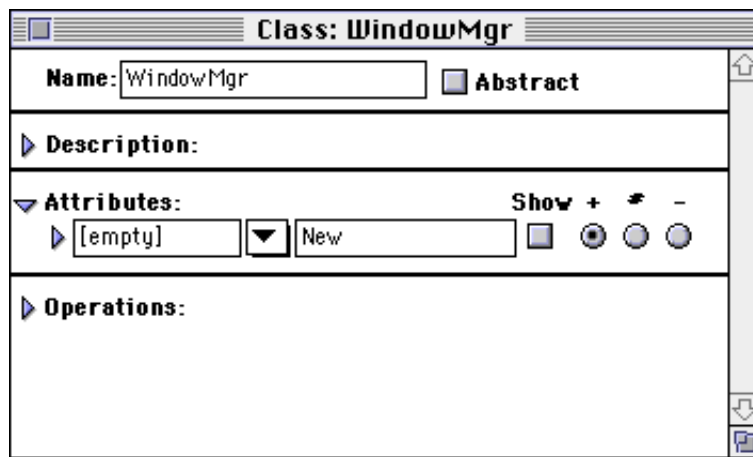 Class: WindowMgr
Name: WindowMgr Abstract
Description:
Attributes: Show + # -
[empty] New
Operations: